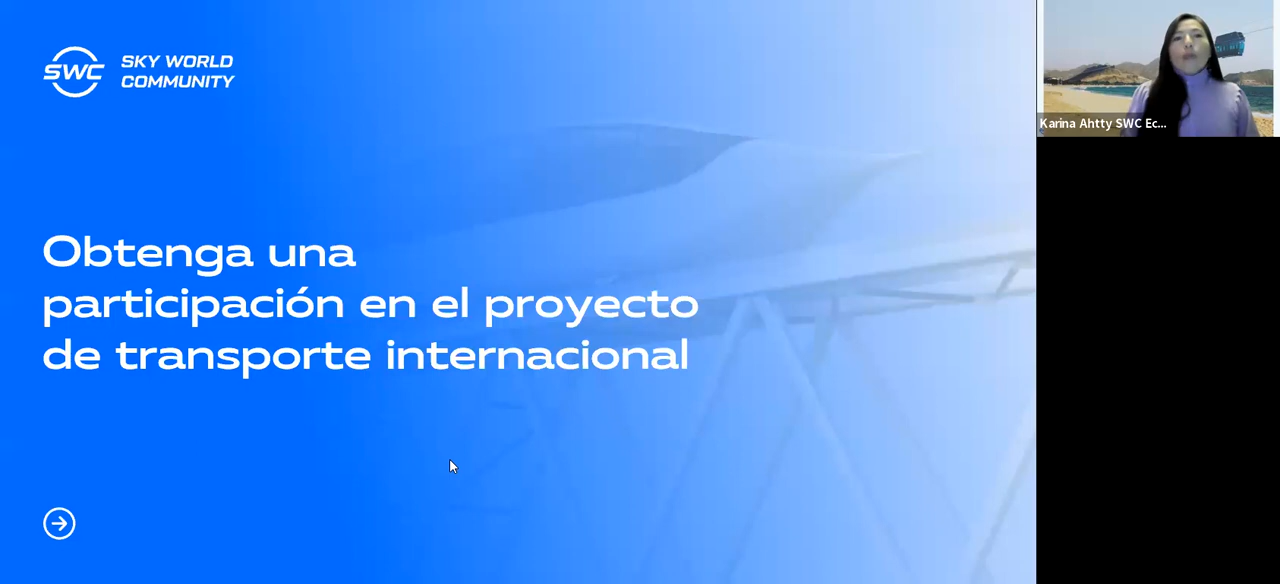 SWC
SKY WORLD
COMMUNITY
Obtenga una
participación en el proyecto
de transporte internacional
Karina Ahtty SWC Ec...